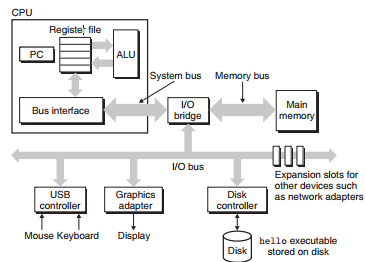 CPU
Register file
PC
ALU
System bus
Memory bus
Bus interface
I/O
bridge
Main
memory
I/O bus
Expansion slots for
other devices such
as network adapters
USB
controller
Graphics
adapter
Disk
controller
Mouse Keyboard
Display
Disk
hello executable
stored on disk